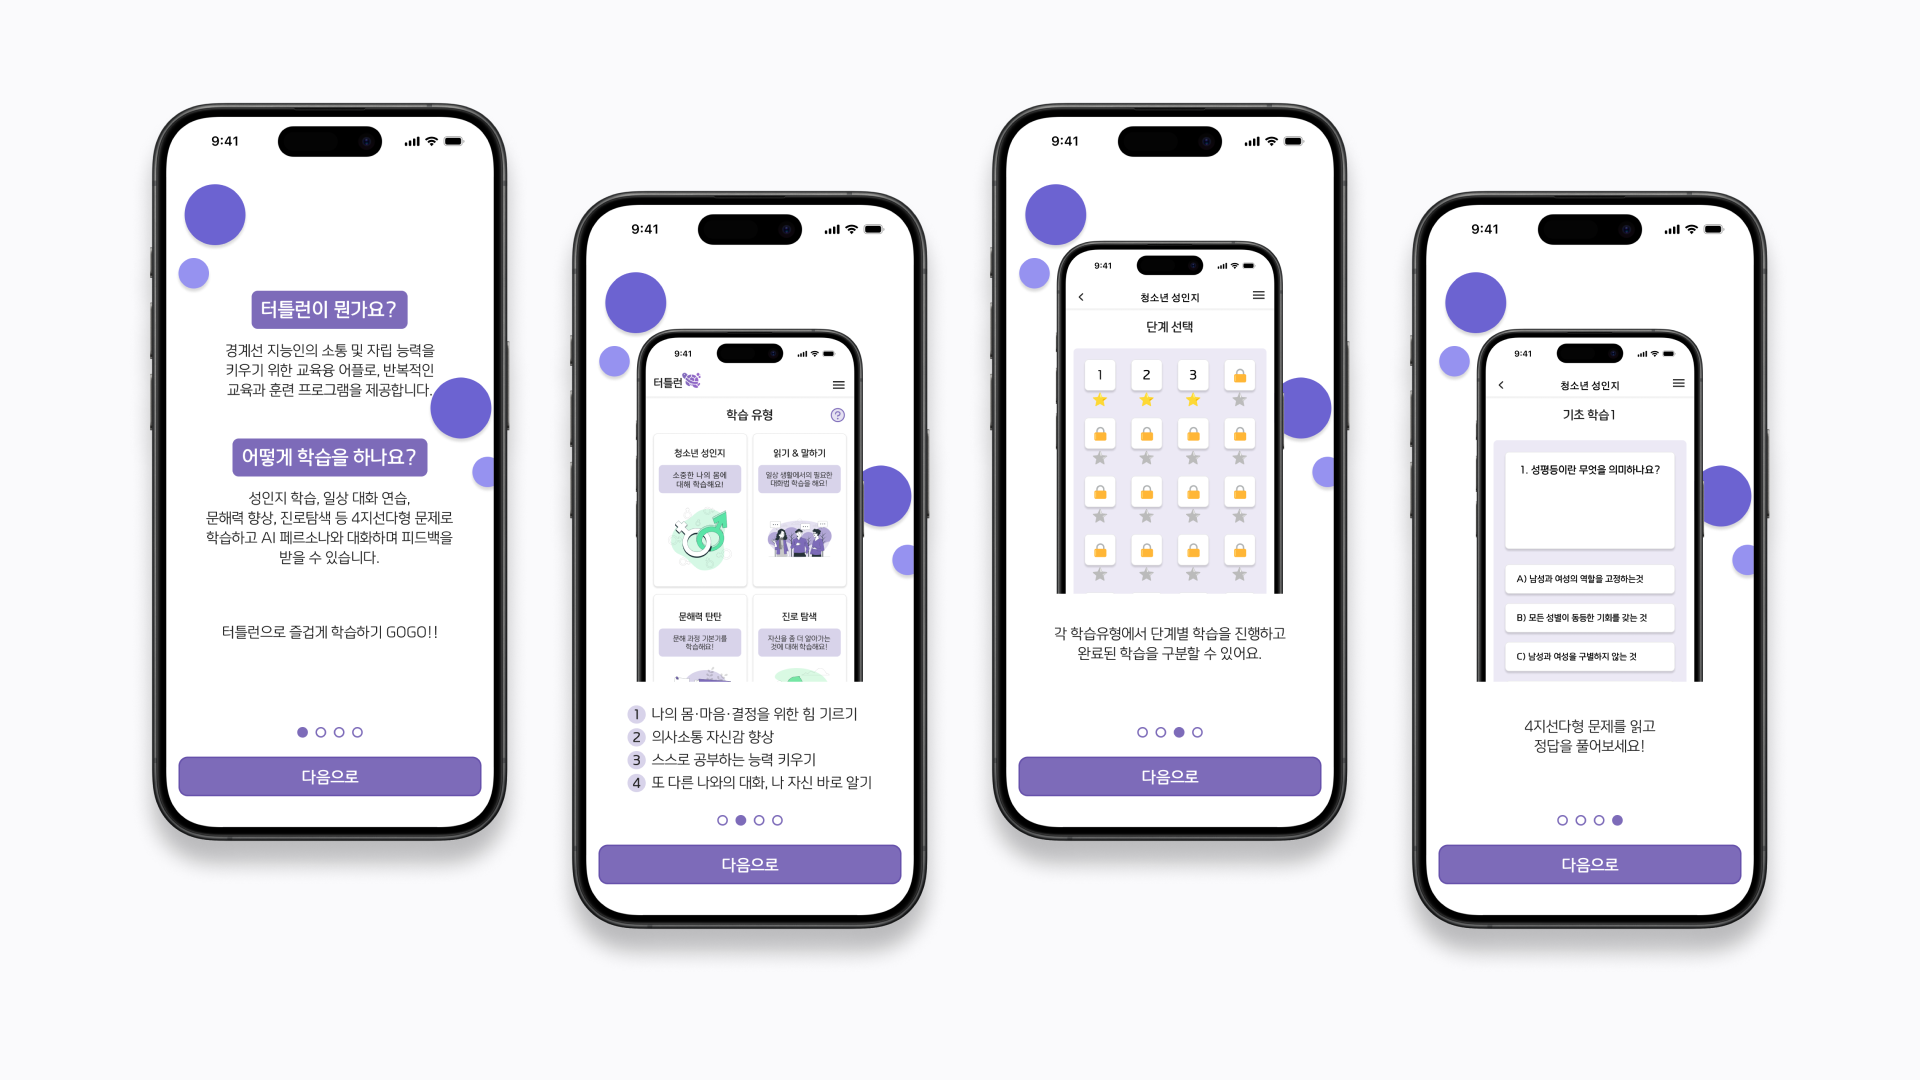 9:41
터틀런이 뭔가요?
경계선 지능인의 소통 및 자립 능력을
키우기 위한 교육용 어플로, 반복적인
교육과 훈련 프로그램을 제공합니다.
어떻게 학습을 하나요?
성인지 학습, 일상 대화 연습,
문해력 향상, 진로탐색 등 4지선다형 문제로
학습하고 AI 페르소나와 대화하며 피드백을
받을 수 있습니다.
터틀런으로 즐겁게 학습하기 GOGO!!
다음으로
9:41
9:41
터틀런
학습 유형
?
청소년 성인지
소중한 나의 몸에
대해 학습해요!
읽기 & 말하기
일상 생활에서의 필요한
대화법 학습을 해요!
문해력 탄탄
문해 과정 기본기를
학습해요!
진로 탐색
자신을 좀 더 알아가는
것에 대해 학습해요!
1 나의 몸·마음·결정을 위한 힘 기르기
2 의사소통 자신감 향상
3 스스로 공부하는 능력 키우기
4 또 다른 나와의 대화, 나 자신 바로 알기
다음으로
9:41
9:41
청소년 성인지
단계 선택
1 2 3
각 학습유형에서 단계별 학습을 진행하고
완료된 학습을 구분할 수 있어요.
다음으로
9:41
9:41
청소년 성인지
기초 학습1
1. 성평등이란 무엇을 의미하나요?
A) 남성과 여성의 역할을 고정하는것
B) 모든 성별이 동등한 기회를 갖는 것
C) 남성과 여성을 구별하지 않는 것
4지선다형 문제를 읽고
정답을 풀어보세요!
다음으로